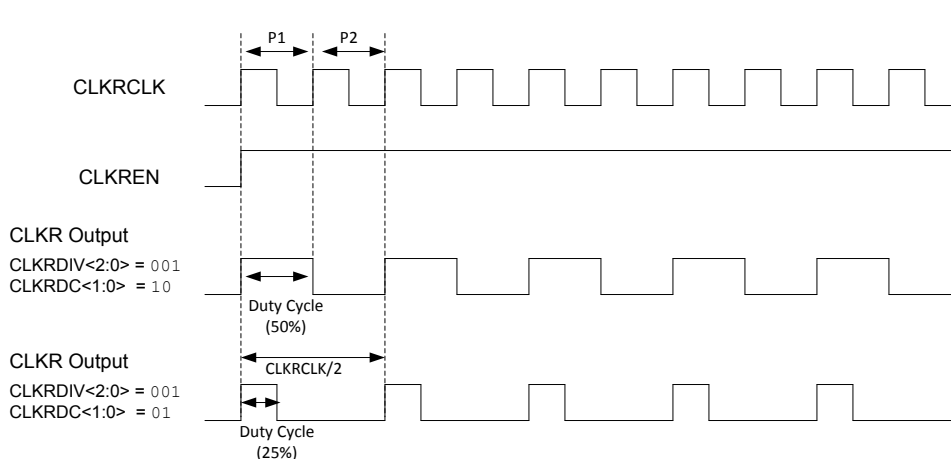 P1 P2
CLKRCLK
CLKREN
CLKR Output
CLKRDIV<2:0> = 001
CLKRDC<1:0> = 10
Duty Cycle
(50%)
CLKR Output
CLKRCLK/2
CLKRDIV<2:0> = 001
CLKRDC<1:0> = 01
Duty Cycle
(25%)